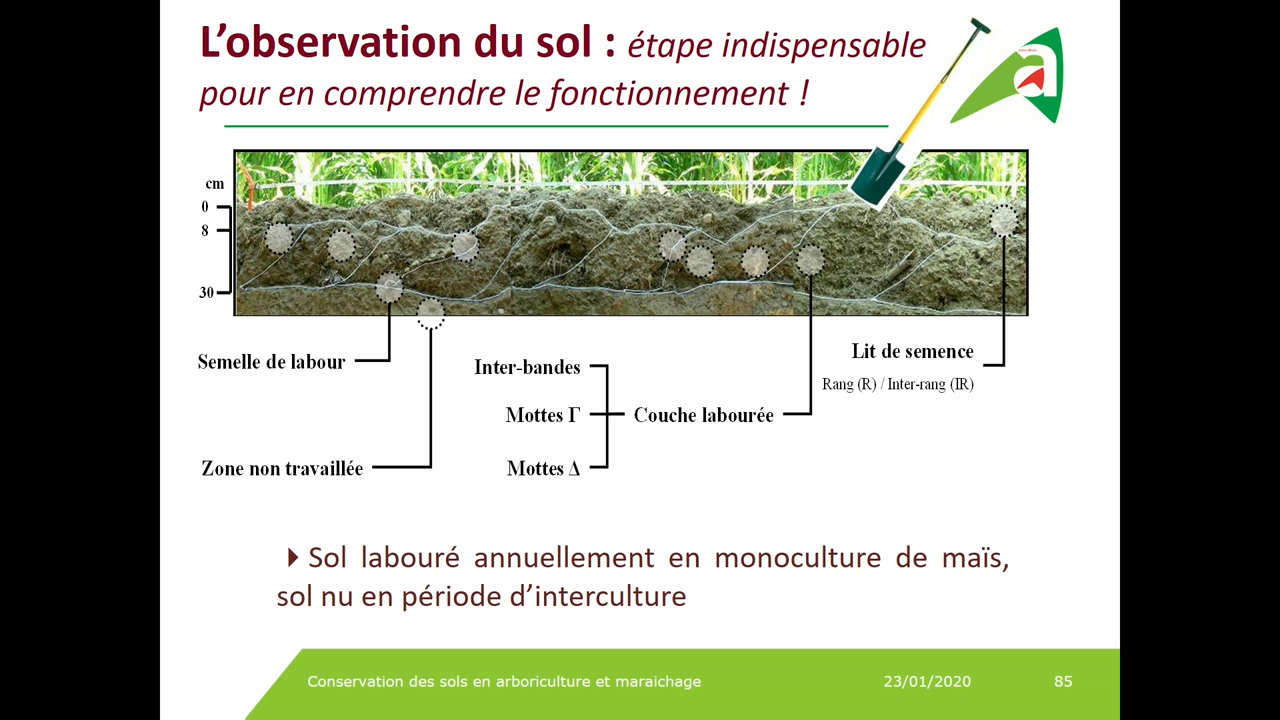 L’observation du sol : étape indispensable
pour en comprendre le fonctionnement !
cm
0
8
30
Semelle de labour
Zone non travaillée
Inter-bandes
Mottes Γ
Mottes Δ
Couche labourée
Lit de semence
Rang (R) / Inter-rang (IR)
Sol labouré annuellement en monoculture de maïs,
sol nu en période d’interculture
Conservation des sols en arboriculture et maraichage
23/01/2020
85